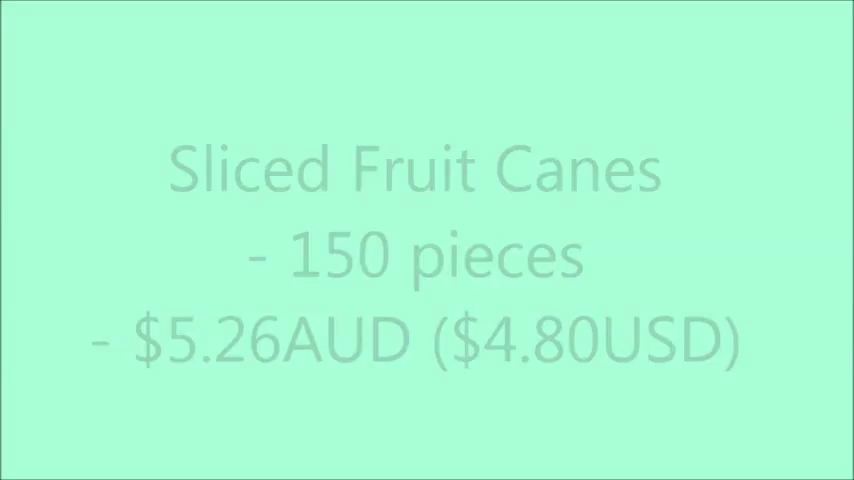 Sliced Fruit Canes
- 150 pieces
- $5.26AUD ($4.80USD)